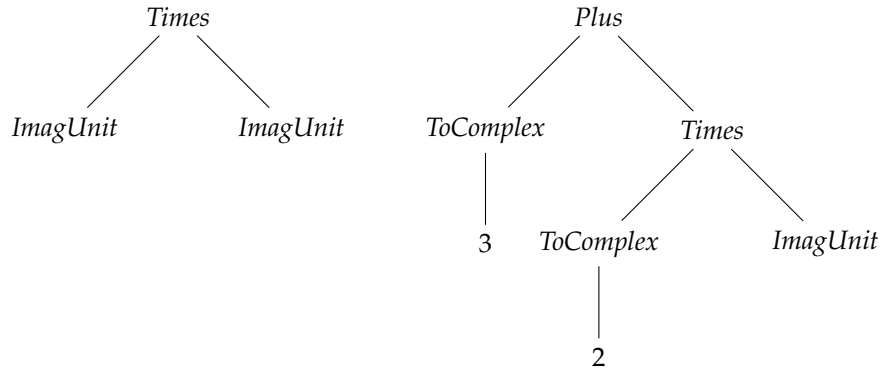 Times Plus
ImagUnit ImagUnit ToComplex Times
3 ToComplex ImagUnit
2